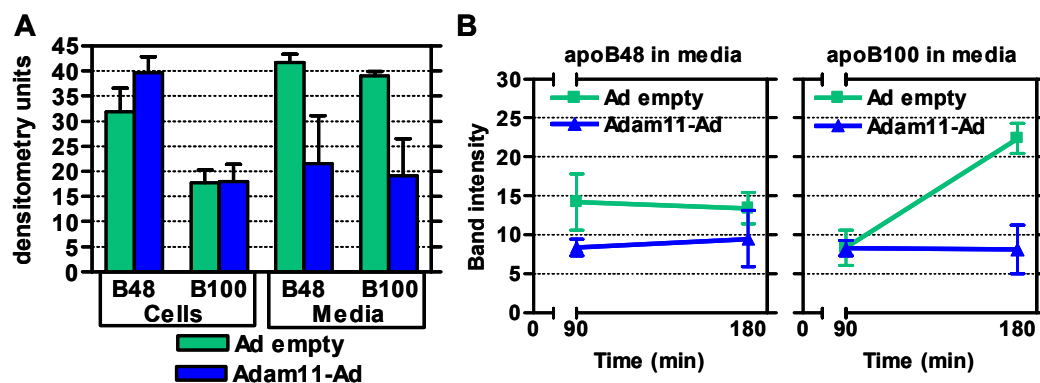 A
densitometry units
45
40
35
30
25
20
15
10
5
0
B48 B100 B48 B100
Cells Media
Ad empty
Adam11-Ad
B
apoB48 in media
apoB100 in media
Band intensity
30
25
20
15
10
5
0
Ad empty
Adam11-Ad
Ad empty
Adam11-Ad
0 90 180
0 90 180
Time (min)
Time (min)